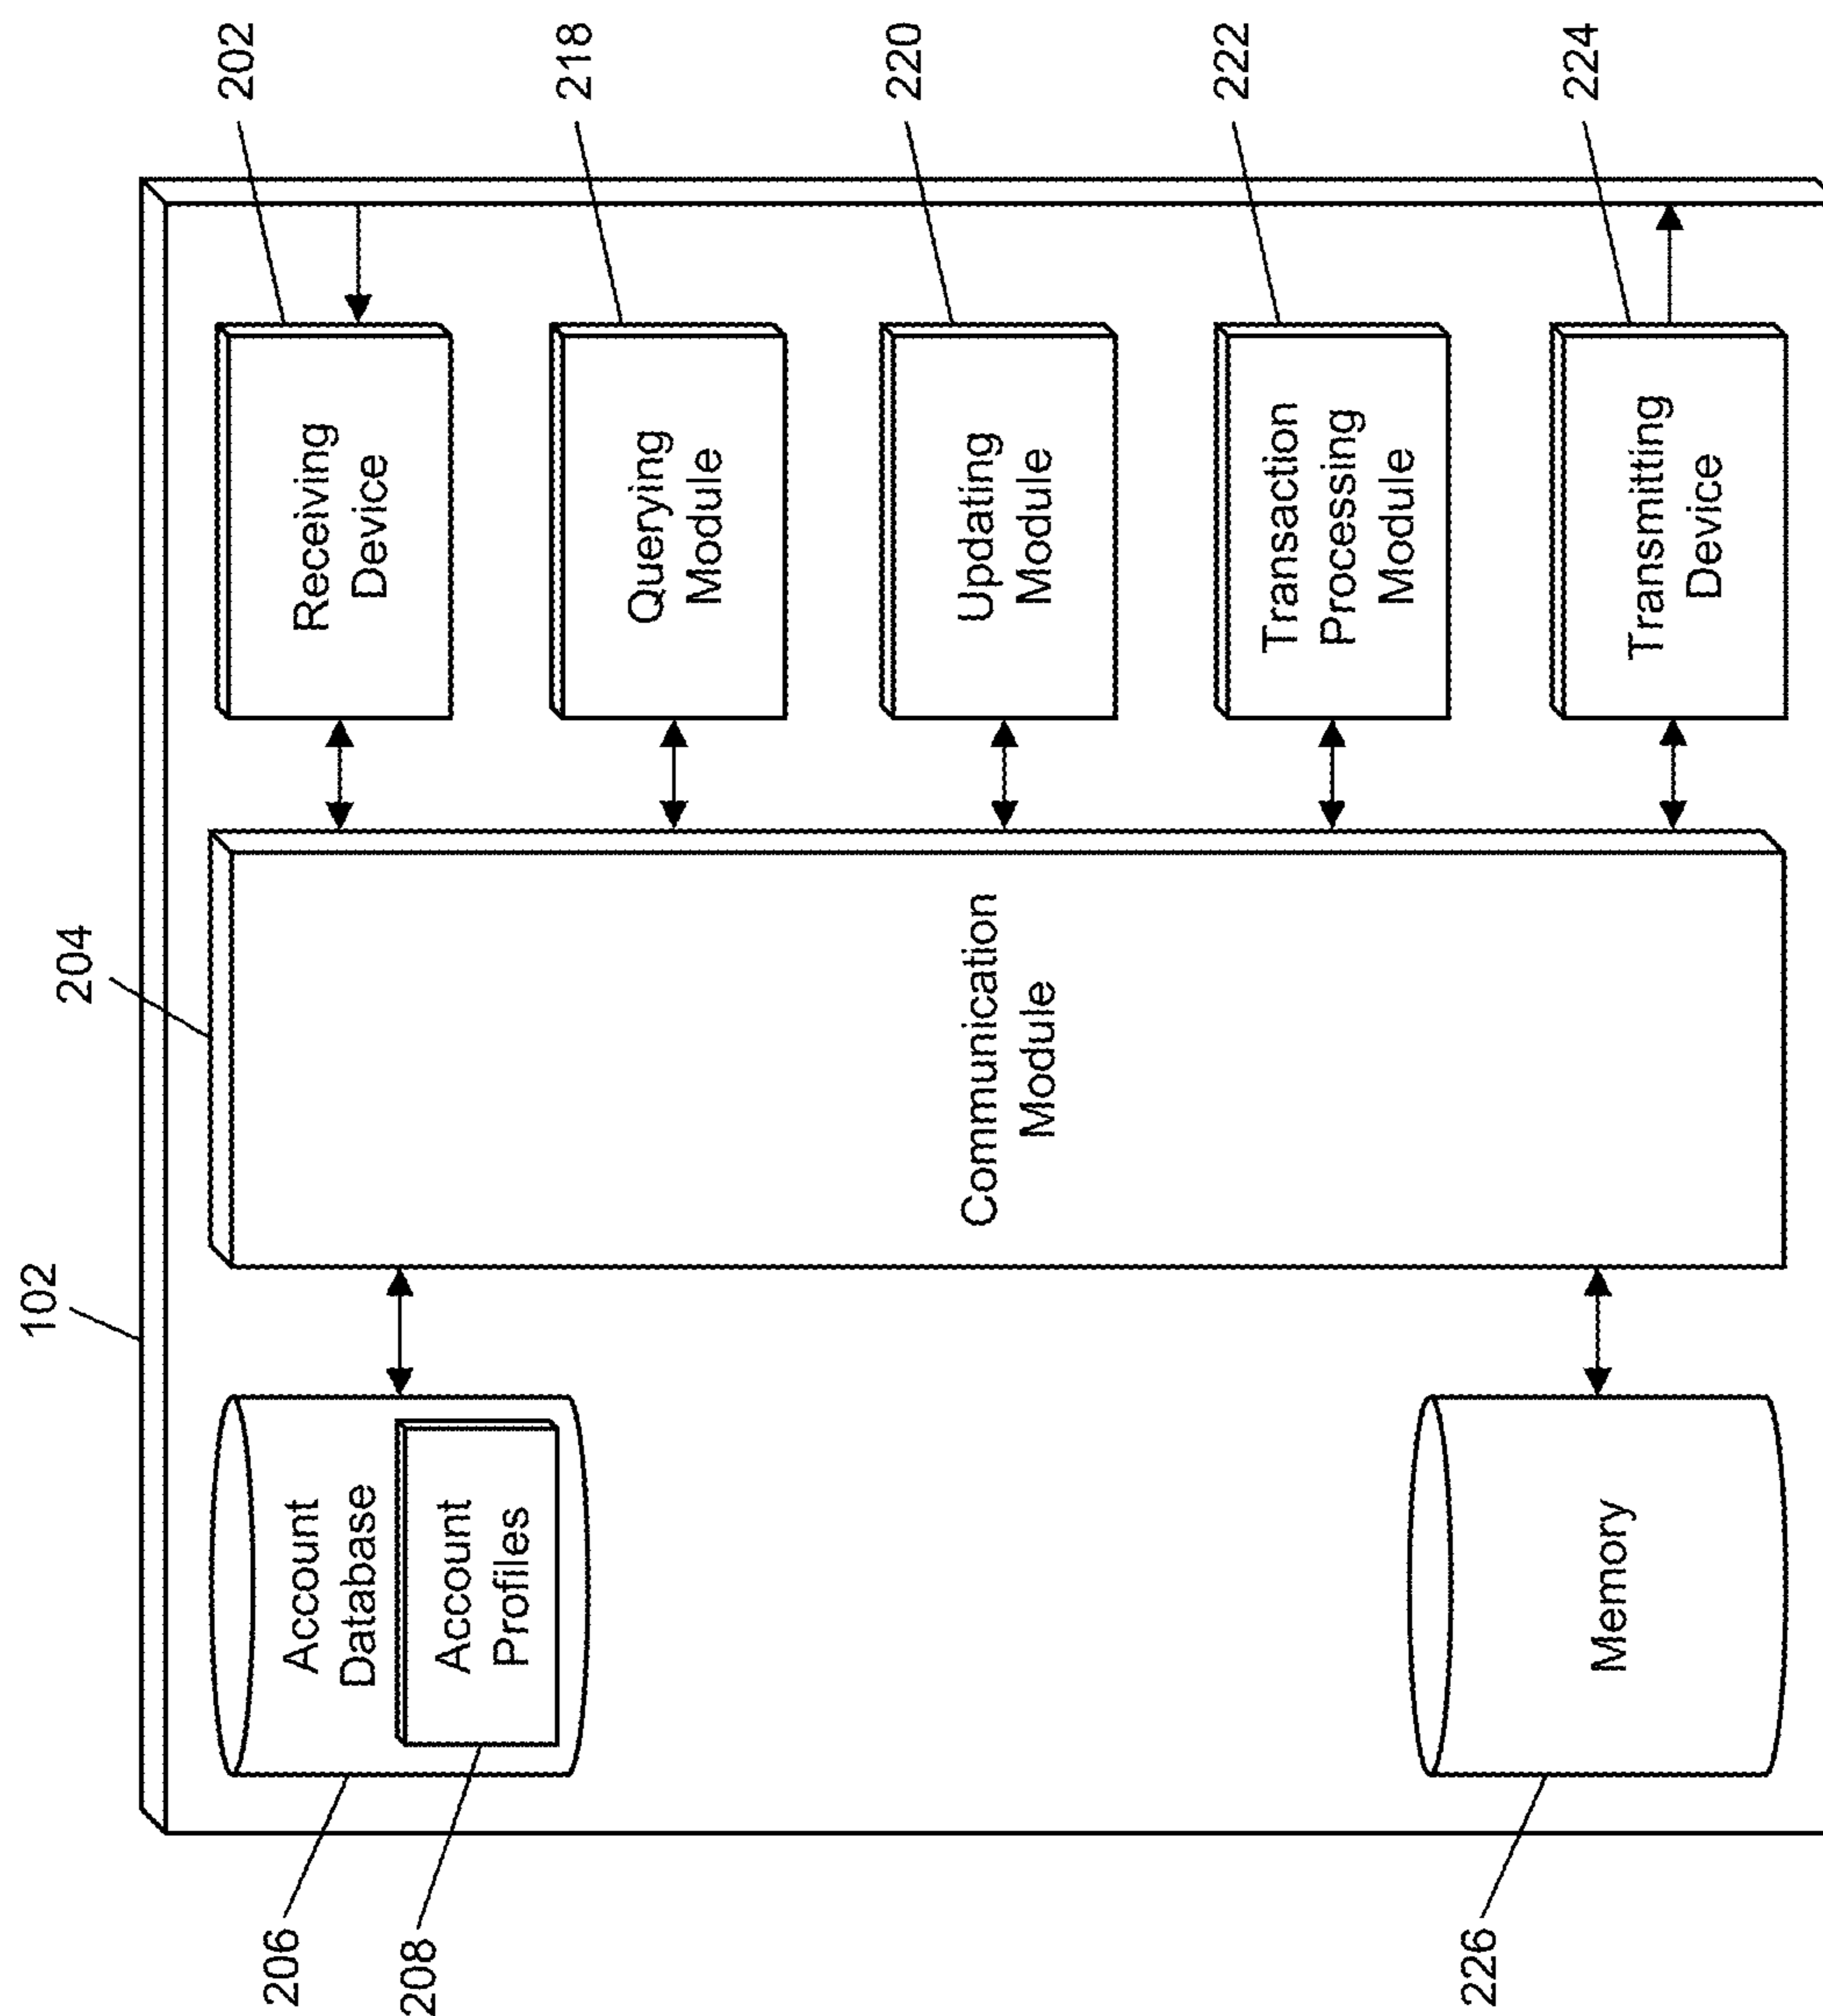 102
204
206
208
226
Account
Database
Account
Profiles
Memory
Communication
Module
Receiving
Device
Querying
Module
Updating
Module
Transaction
Processing
Module
Transmitting
Device
202
218
220
222
224